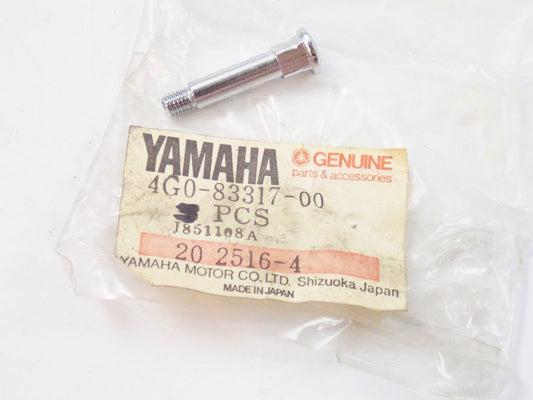 YAMAHA GENUINE
parts & accessories
4G0-83317-00
PCS
J851108A
20 2516-4
YAMAHA MOTOR CO., LTD. Shizuoka Japan
MADE IN JAPAN